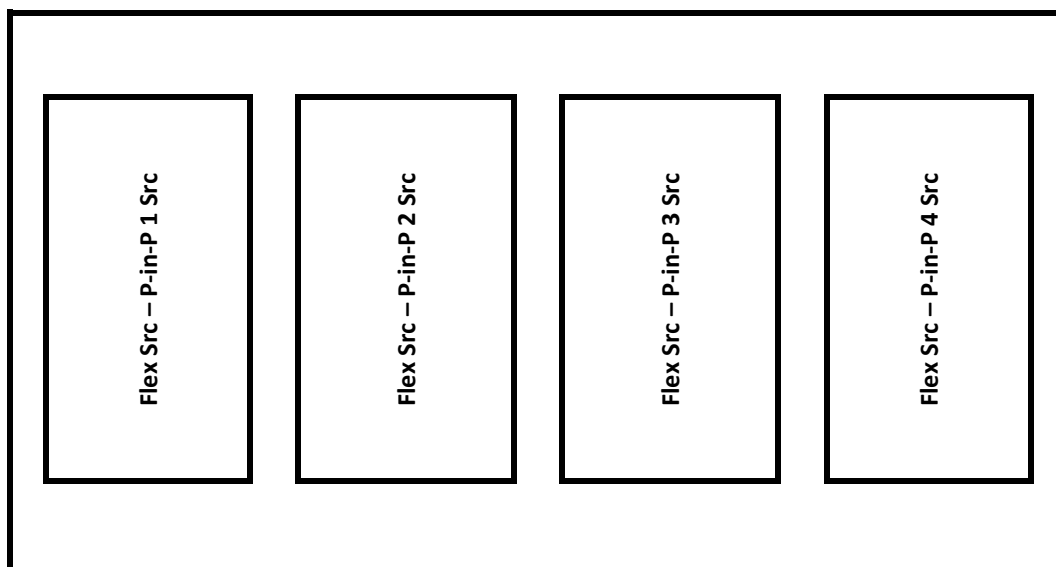 Flex Src – P-in-P 1 Src
Flex Src – P-in-P 2 Src
Flex Src – P-in-P 3 Src
Flex Src – P-in-P 4 Src